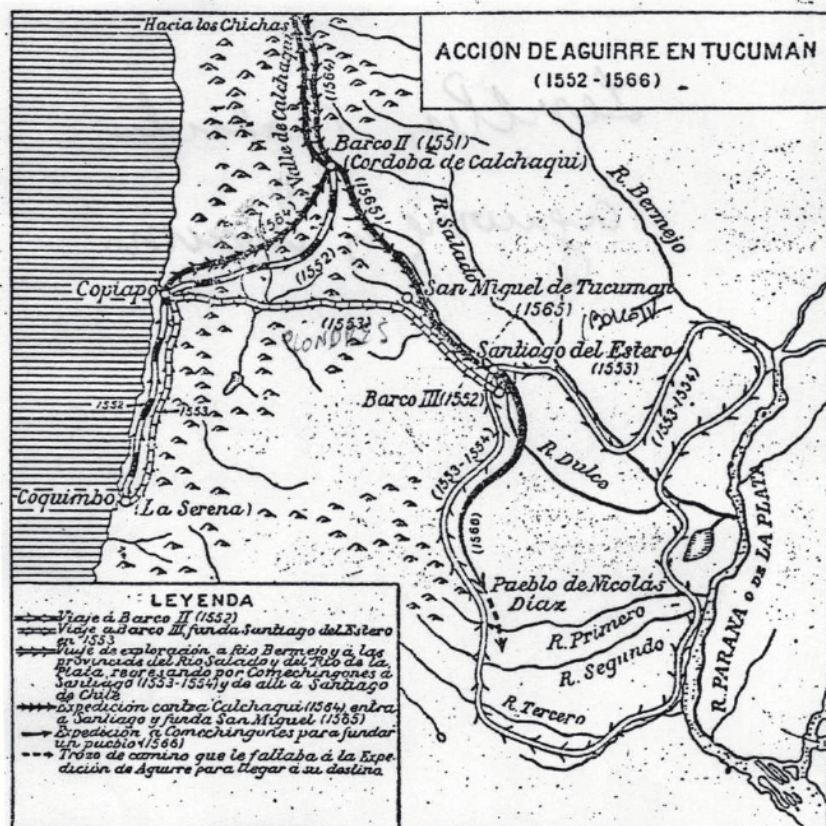 ACCION DE AGUIRRE EN TUCUMAN
(1552-1566)
Hacia los Chichas
(1564)
Valle de Calchaqui
Barco II (1551)
(Cordoba de Calchaqui)
R. Bermejo
(1564)
(1565)
R. Salado
(1552)
Copiapo
San Miguel de Tucuman
(1565)
(1553)
LONDRES
Santiago del Estero
(1553)
Barco III (1552)
(1553-1554)
1552
1553
(1553-1554)
R. Dulce
Coquimbo
(La Serena)
(1566)
R. PARANA O DE LA PLATA
Pueblo de Nicolás
Díaz
R. Primero
R. Segundo
R. Tercero
LEYENDA
Viaje á Barco II (1552)
Viaje a Barco III, funda Santiago del Estero
en 1553
Viaje de exploración a Rio Bermejo y á las
provincias del Rio Salado y del Rio de la
Plata, regresando por Comechingones á
Santiago (1553-1554) y de alli á Santiago
de Chile
Expedición contra Calchaqui (1564), entra
a Santiago y funda San Miguel (1565)
Expedición a Comechingones para fundar
un pueblo (1566)
Trozo de camino que le faltaba á la Expe-
dición de Aguirre para llegar á su destino